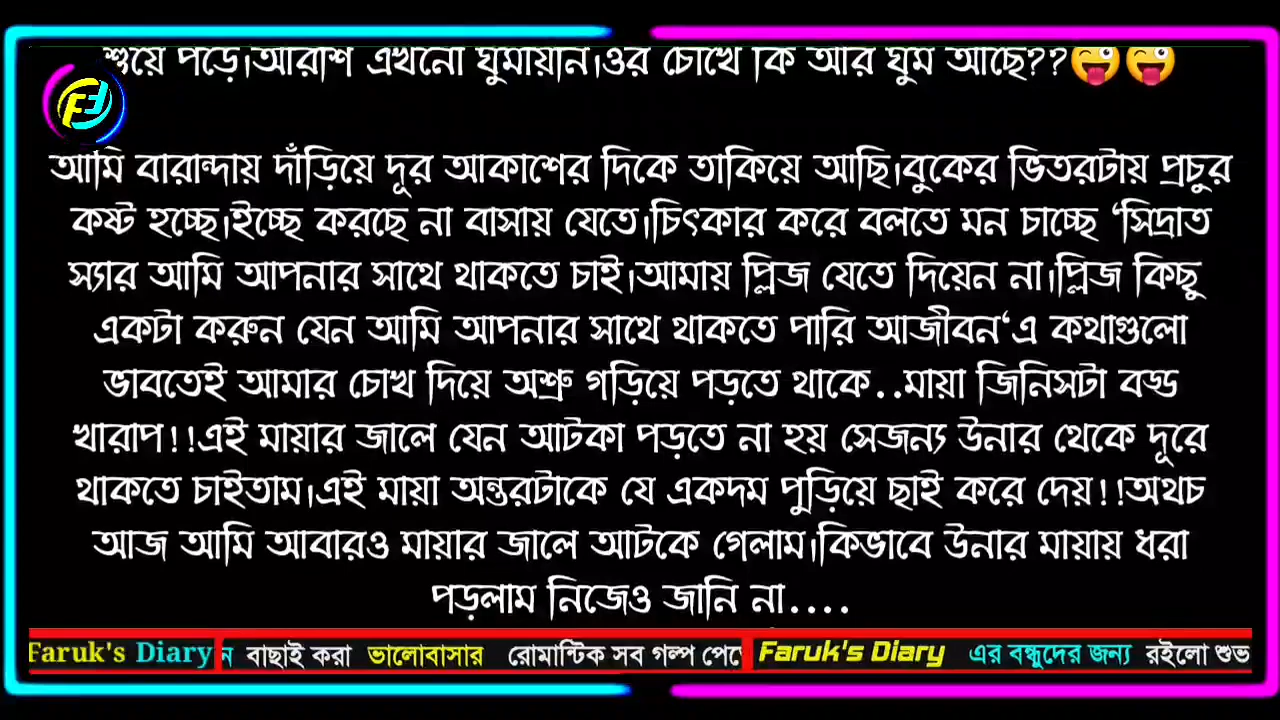 শুয়ে পড়ে।আরাশ এখনো ঘুমায়নি।ওর চোখে কি আর ঘুম আছে??😜😜
আমি বারান্দায় দাঁড়িয়ে দূর আকাশের দিকে তাকিয়ে আছি।বুকের ভিতরটায় প্রচুর
কষ্ট হচ্ছে।ইচ্ছে করছে না বাসায় যেতে।চিৎকার করে বলতে মন চাচ্ছে ‘সিদ্রাত
স্যার আমি আপনার সাথে থাকতে চাই।আমায় প্লিজ যেতে দিয়েন না।প্লিজ কিছু
একটা করুন যেন আমি আপনার সাথে থাকতে পারি আজীবন‘এ কথাগুলো
ভাবতেই আমার চোখ দিয়ে অশ্রু গড়িয়ে পড়তে থাকে..মায়া জিনিসটা বড্ড
খারাপ!!এই মায়ার জালে যেন আটকা পড়তে না হয় সেজন্য উনার থেকে দূরে
থাকতে চাইতাম।এই মায়া অন্তরটাকে যে একদম পুড়িয়ে ছাই করে দেয়!!অথচ
আজ আমি আবারও মায়ার জালে আটকে গেলাম।কিভাবে উনার মায়ায় ধরা
পড়লাম নিজেও জানি না....
Faruk's Diary ন বাছাই করা ভালোবাসার রোমান্টিক সব গল্প পেতে Faruk's Diary এর বন্ধুদের জন্য রইলো শুভ